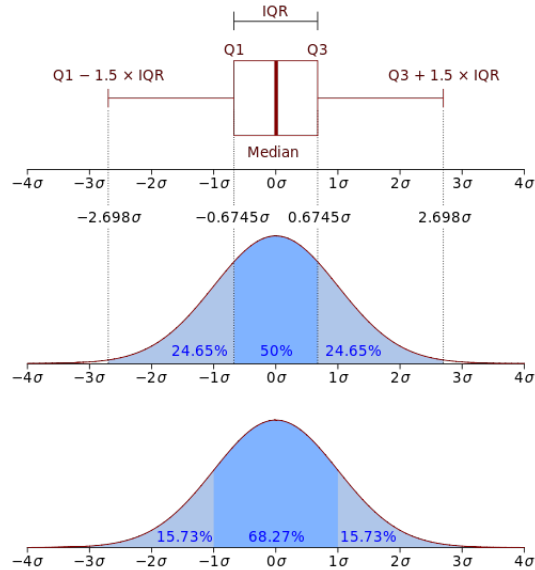 IQR
Q1 Q3
Q1 − 1.5 × IQR Q3 + 1.5 × IQR
Median
−4σ −3σ −2σ −1σ 0σ 1σ 2σ 3σ 4σ
−2.698σ −0.6745σ 0.6745σ 2.698σ
24.65% 50% 24.65%
−4σ −3σ −2σ −1σ 0σ 1σ 2σ 3σ 4σ
15.73% 68.27% 15.73%
−4σ −3σ −2σ −1σ 0σ 1σ 2σ 3σ 4σ